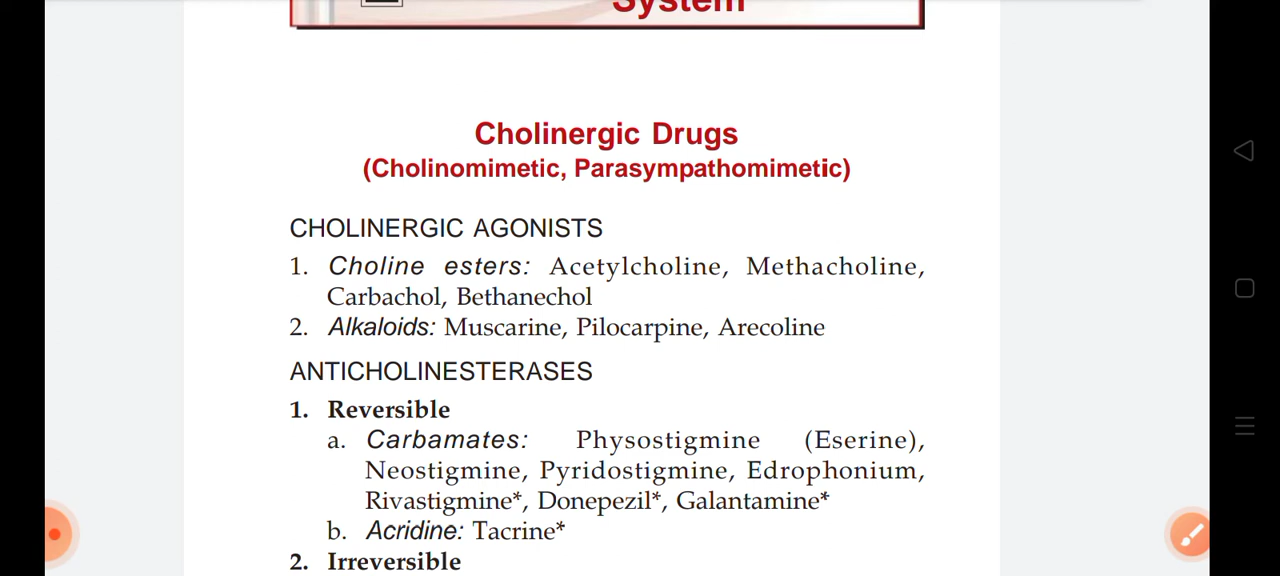 System
Cholinergic Drugs
(Cholinomimetic, Parasympathomimetic)
CHOLINERGIC AGONISTS
1. Choline esters: Acetylcholine, Methacholine,
Carbachol, Bethanechol
2. Alkaloids: Muscarine, Pilocarpine, Arecoline
ANTICHOLINESTERASES
1. Reversible
a. Carbamates: Physostigmine (Eserine),
Neostigmine, Pyridostigmine, Edrophonium,
Rivastigmine*, Donepezil*, Galantamine*
b. Acridine: Tacrine*
2. Irreversible